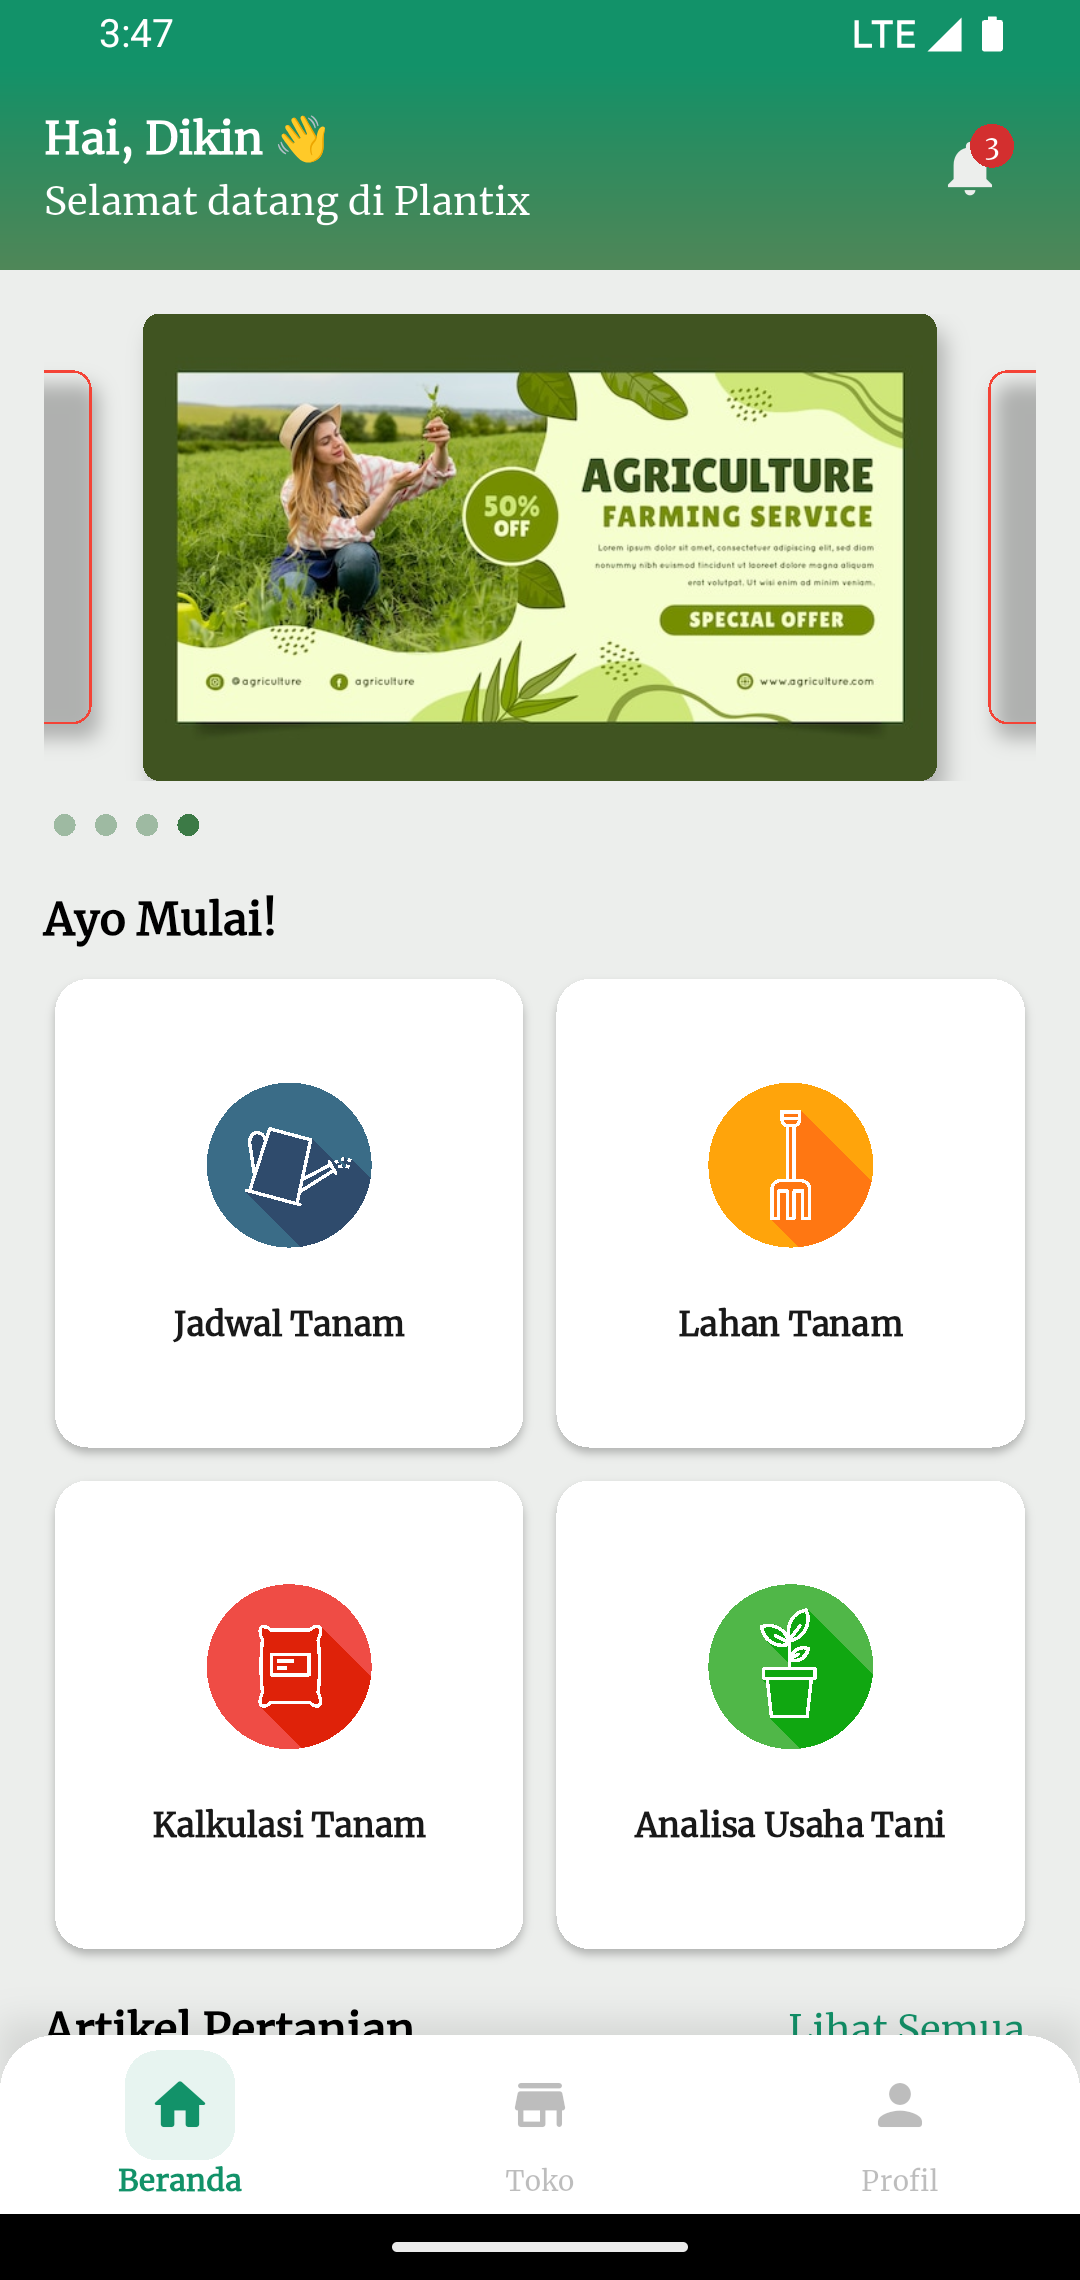 3:47
LTE
Hai, Dikin 👋
3
Selamat datang di Plantix
50%
OFF
AGRICULTURE
FARMING SERVICE
Lorem ipsum dolor sit amet, consectetuer adipiscing elit, sed diam
nonummy nibh euismod tincidunt ut laoreet dolore magna aliquam
erat volutpat. Ut wisi enim ad minim veniam.
SPECIAL OFFER
@agriculture
agriculture
www.agriculture.com
Ayo Mulai!
Jadwal Tanam
Lahan Tanam
Kalkulasi Tanam
Analisa Usaha Tani
Artikel Pertanian
Lihat Semua
Beranda
Toko
Profil